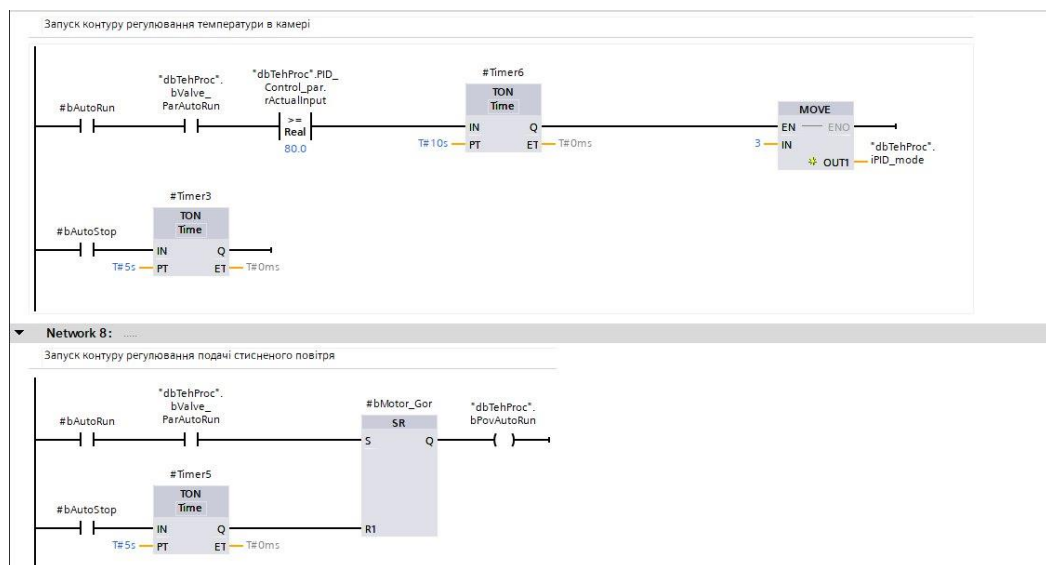 Запуск контуру регулювання температури в камері
#bAutoRun
"dbTehProc".
bValve_
ParAutoRun
"dbTehProc".PID_
Control_par.
rActualInput
>=
Real
80.0
#Timer6
TON
Time
IN Q
T#10s PT ET T#0ms
MOVE
EN ENO
3 IN
OUT1
"dbTehProc".
iPID_mode
#Timer3
TON
Time
#bAutoStop
IN Q
T#5s PT ET T#0ms
Network 8: .....
Запуск контуру регулювання подачі стисненого повітря
#bAutoRun
"dbTehProc".
bValve_
ParAutoRun
#bMotor_Gor
SR
S Q
R1
"dbTehProc".
bPovAutoRun
#Timer5
TON
Time
#bAutoStop
IN Q
T#5s PT ET T#0ms